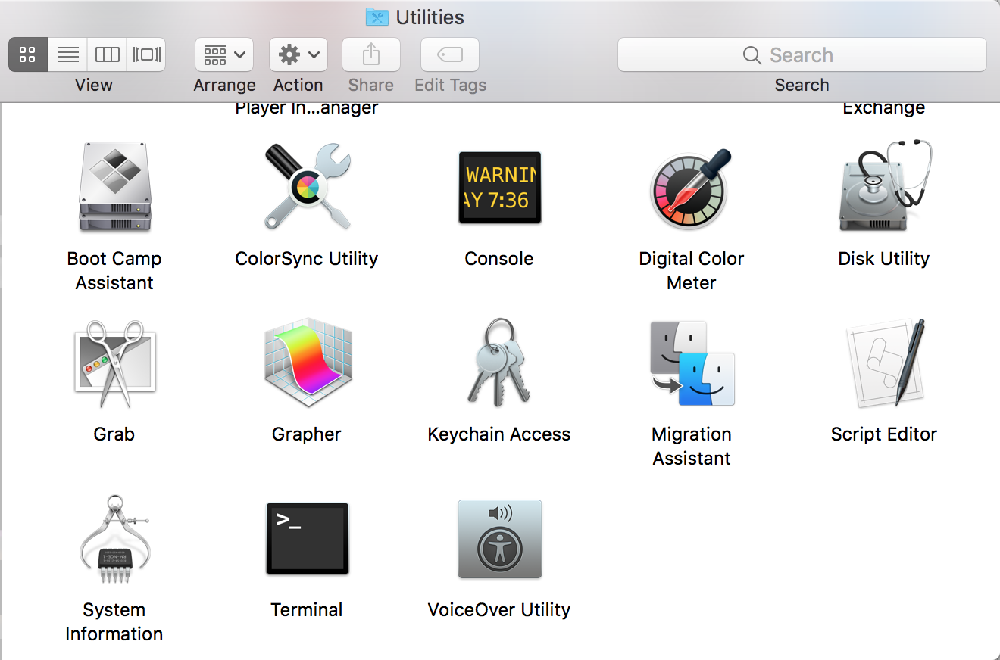 Utilities
Search
View
Arrange
Action
Share
Edit Tags
Search
Player In...anager
Exchange
WARNIN
AY 7:36
Boot Camp
Assistant
ColorSync Utility
Console
Digital Color
Meter
Disk Utility
Grab
Grapher
Keychain Access
Migration
Assistant
Script Editor
>_
System
Information
Terminal
VoiceOver Utility